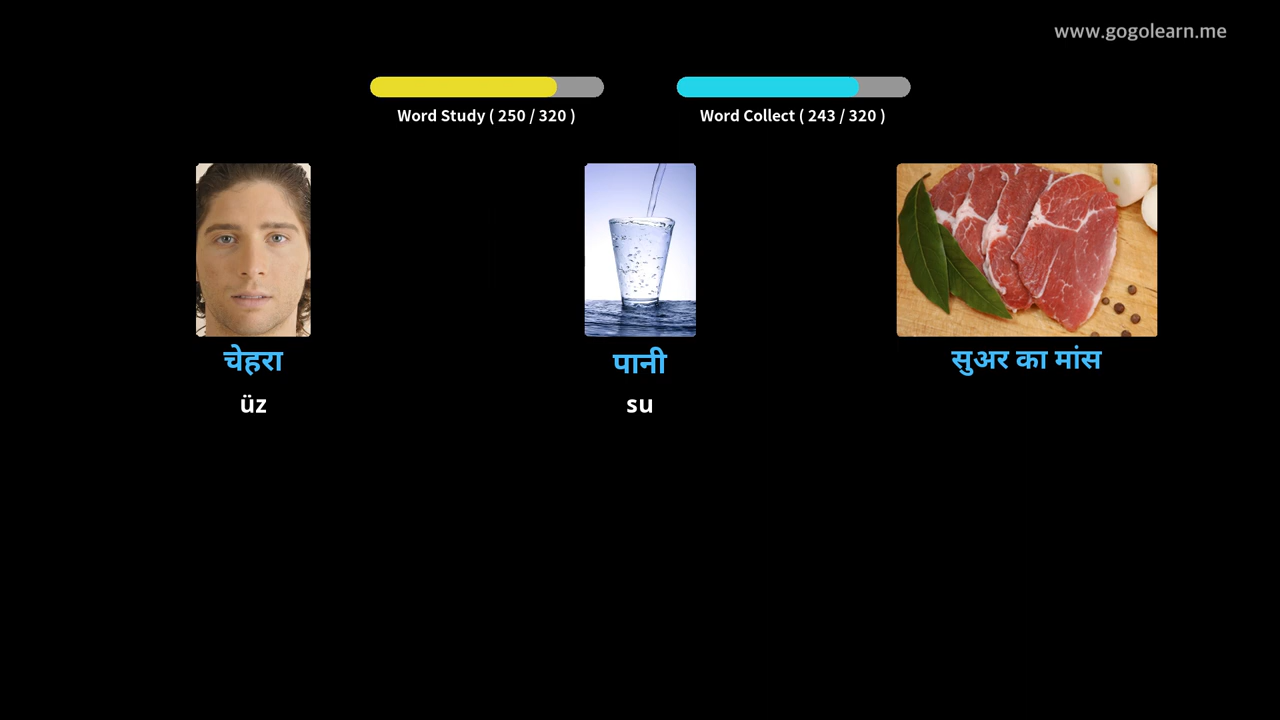 www.gogolearn.me
Word Study ( 250 / 320 )
Word Collect ( 243 / 320 )
चेहरा
पानी
सुअर का मांस
üz
su